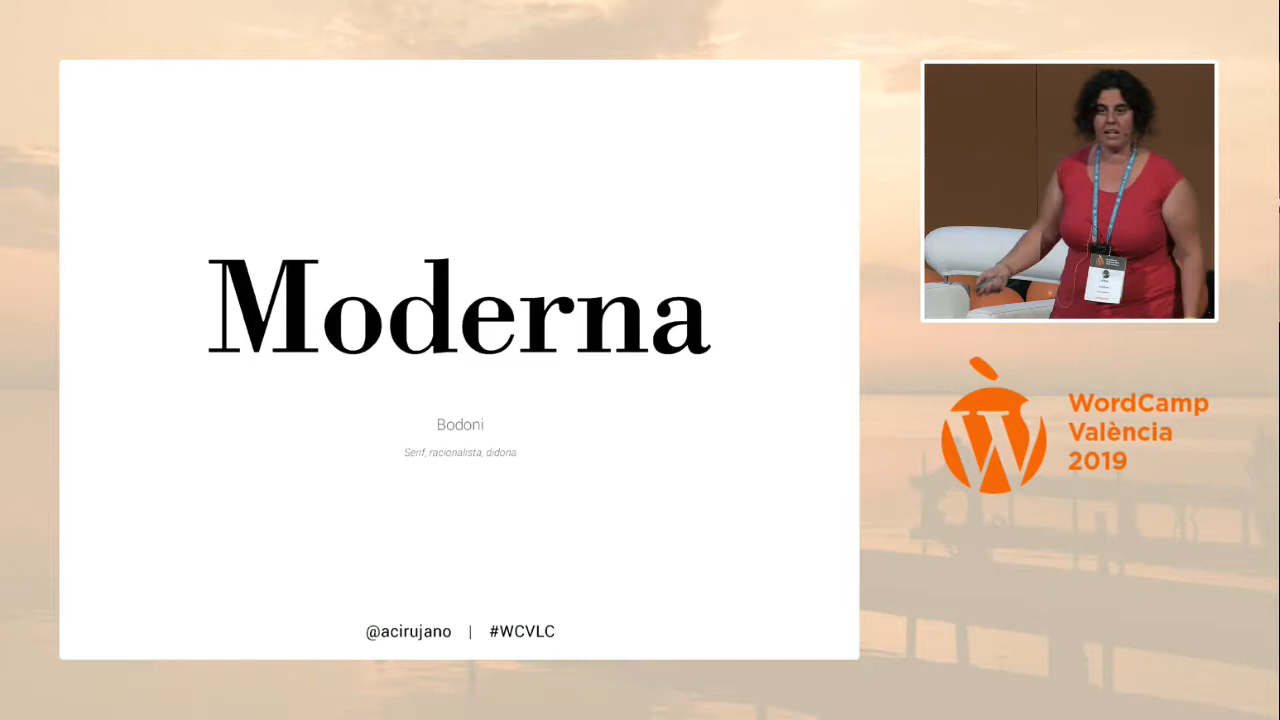 Moderna
Bodoni
Serif, racionalista, didona
@acirujano | #WCVLC
WordCamp
València
2019